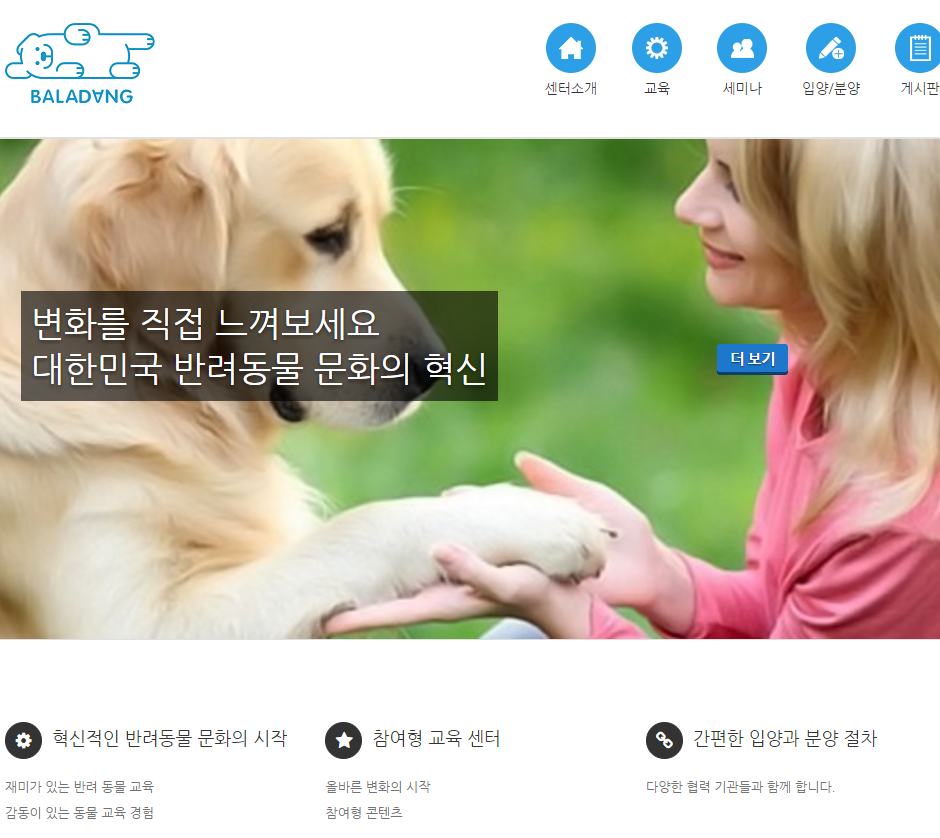 BALADANG
센터소개
교육
세미나
입양/분양
게시판
변화를 직접 느껴보세요
대한민국 반려동물 문화의 혁신
더 보기
혁신적인 반려동물 문화의 시작
재미가 있는 반려 동물 교육
감동이 있는 동물 교육 경험
참여형 교육 센터
올바른 변화의 시작
참여형 콘텐츠
간편한 입양과 분양 절차
다양한 협력 기관들과 함께 합니다.